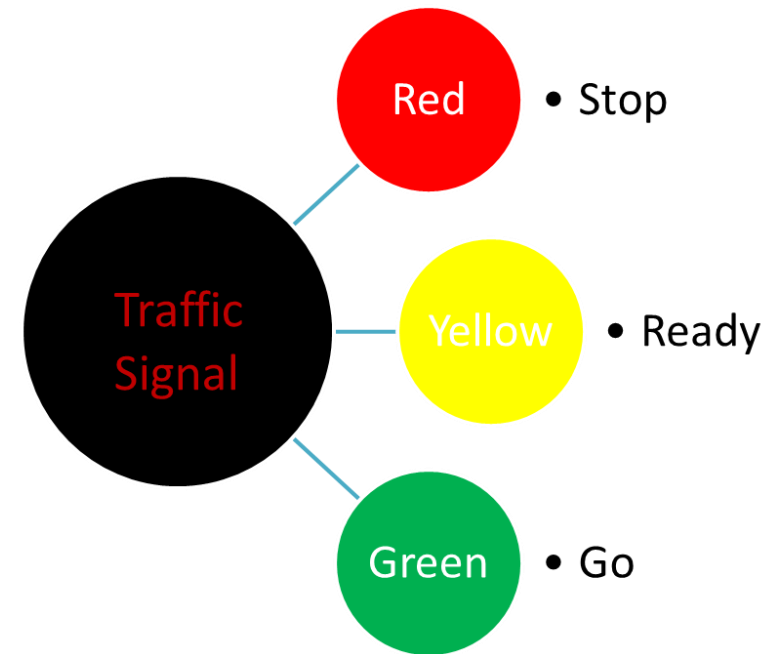 Red
• Stop
Traffic
Signal
Yellow
• Ready
Green
• Go